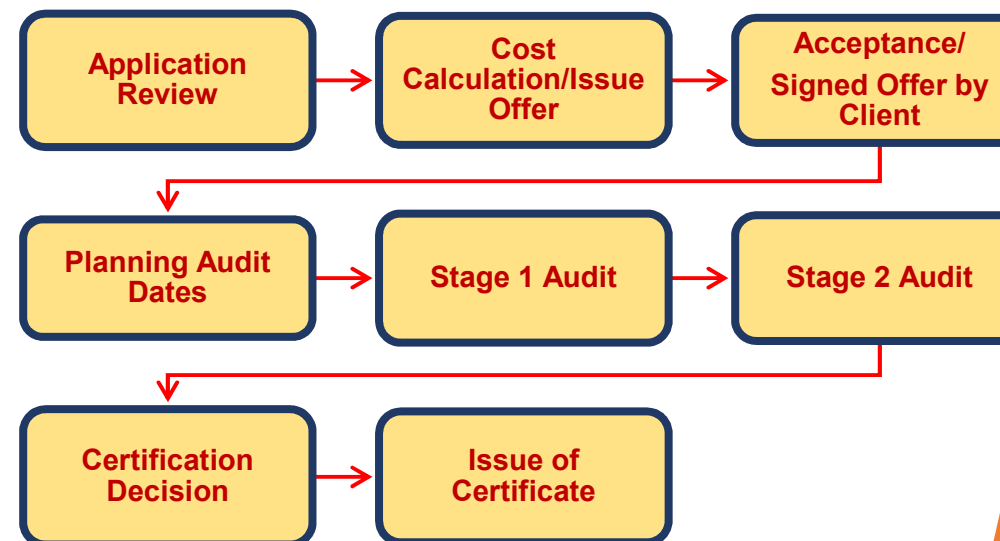 Application
Review
Cost
Calculation/Issue
Offer
Acceptance/
Signed Offer by
Client
Planning Audit
Dates
Stage 1 Audit
Stage 2 Audit
Certification
Decision
Issue of
Certificate